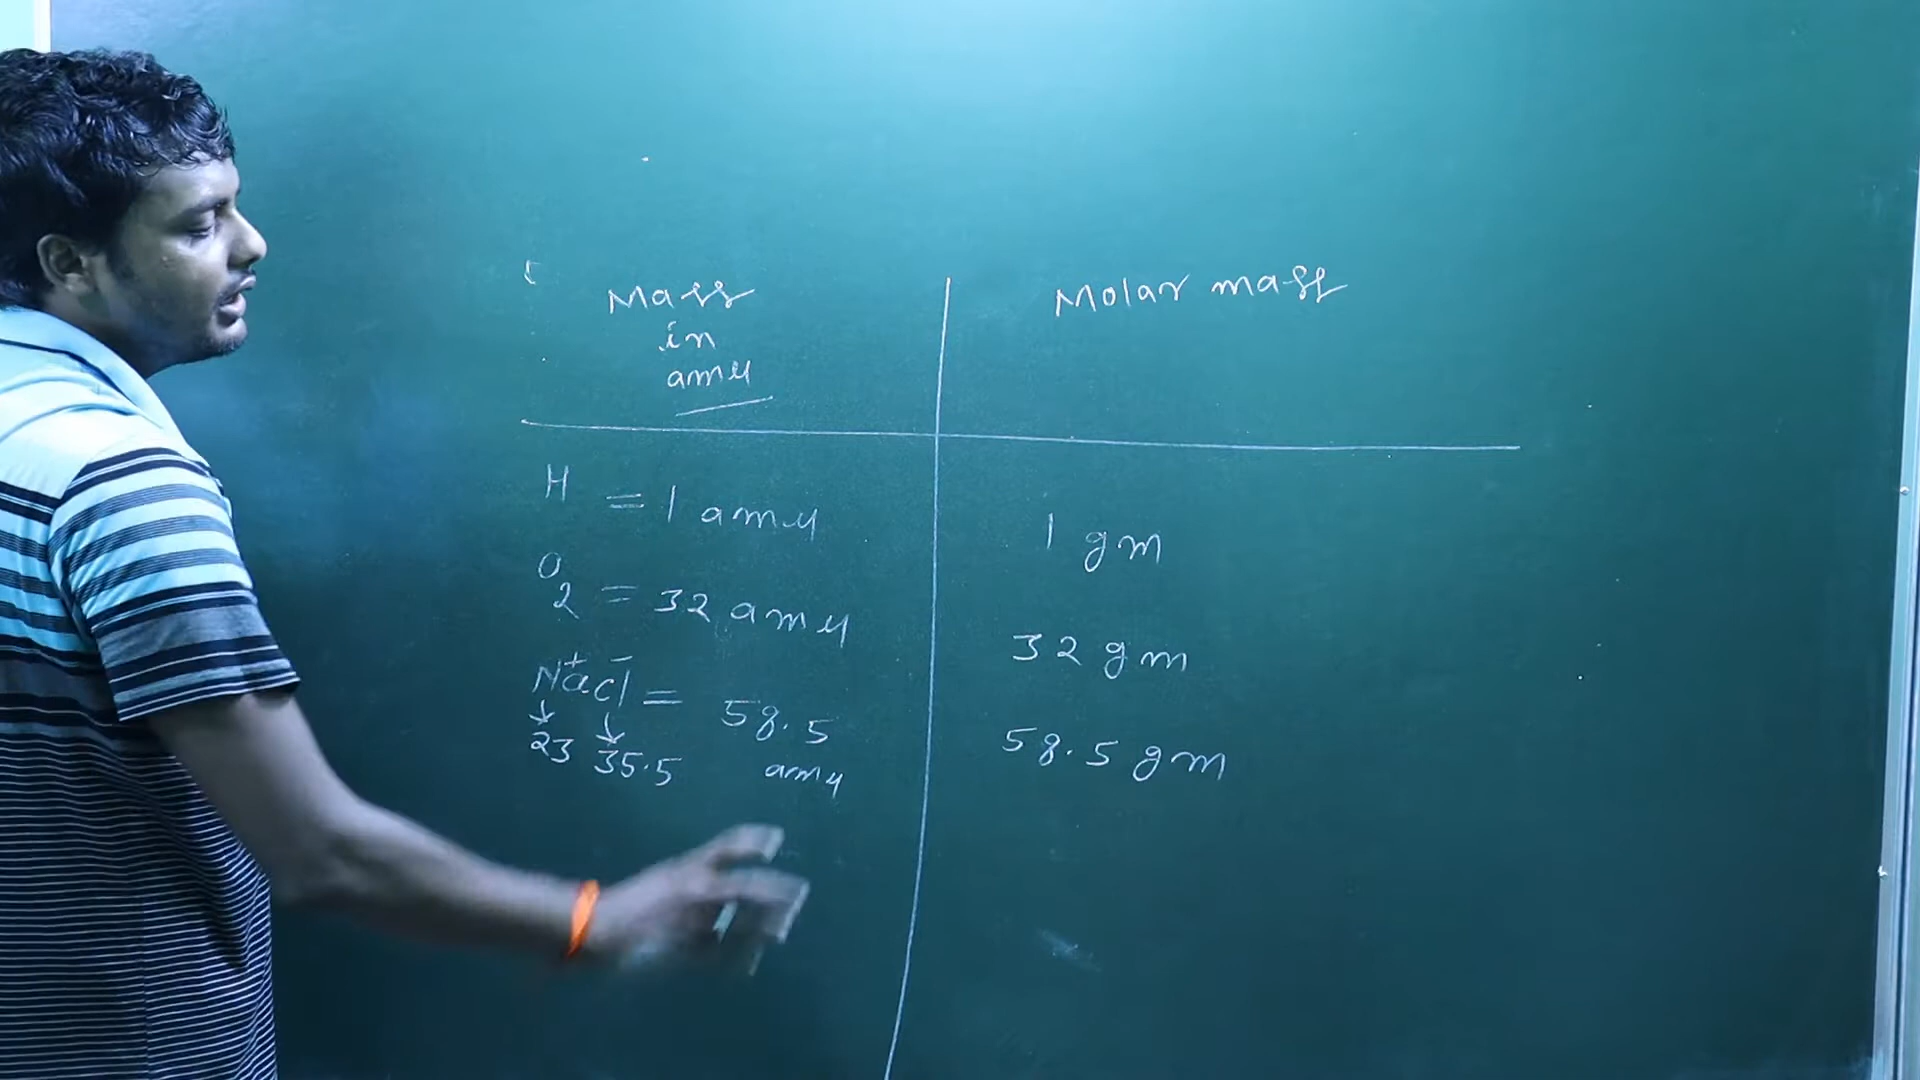 Mass
in
amu
Molar mass
H = 1 amu
1 gm
O2 = 32 amu
32 gm
Na+Cl- = 58.5
23 35.5 amu
58.5 gm